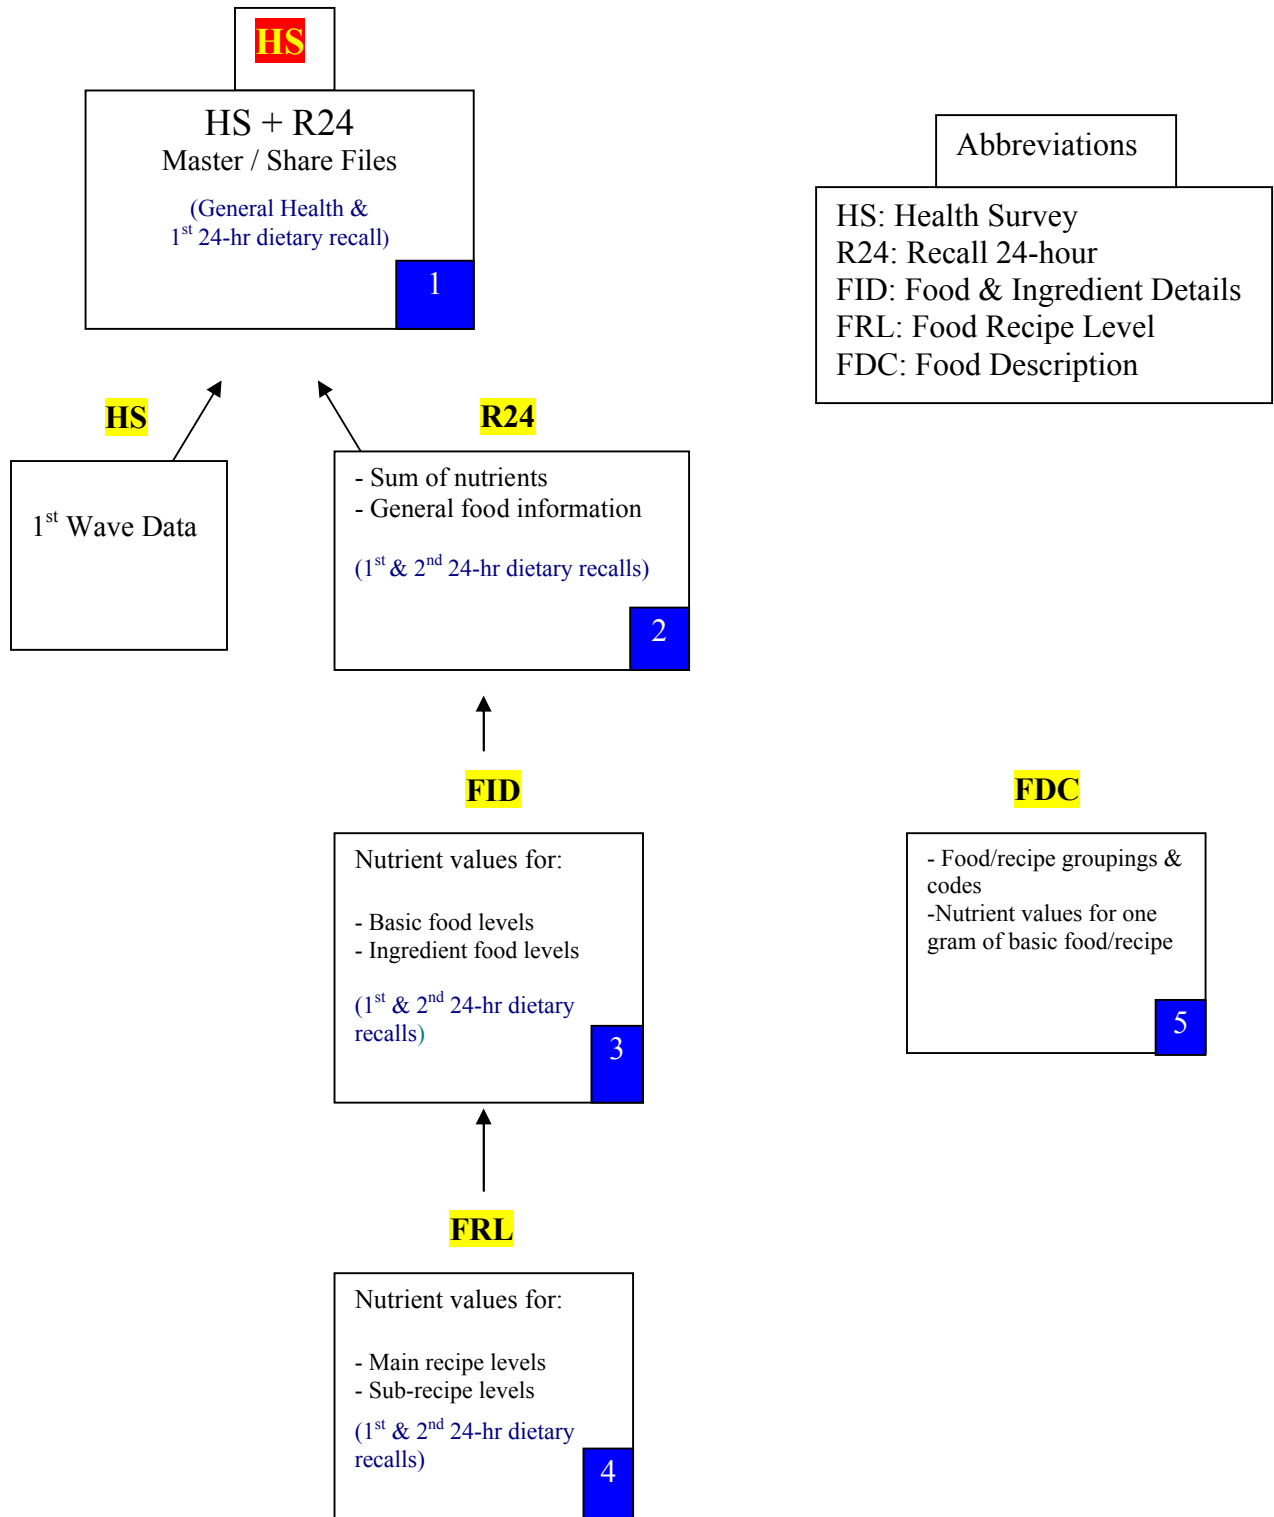 HS
HS + R24
Master / Share Files
(General Health &
1st 24-hr dietary recall)
1
Abbreviations
HS: Health Survey
R24: Recall 24-hour
FID: Food & Ingredient Details
FRL: Food Recipe Level
FDC: Food Description
HS
1st Wave Data
R24
- Sum of nutrients
- General food information
(1st & 2nd 24-hr dietary recalls)
2
FID
Nutrient values for:
- Basic food levels
- Ingredient food levels
(1st & 2nd 24-hr dietary
recalls)
3
FDC
- Food/recipe groupings &
codes
-Nutrient values for one
gram of basic food/recipe
5
FRL
Nutrient values for:
- Main recipe levels
- Sub-recipe levels
(1st & 2nd 24-hr dietary
recalls)
4